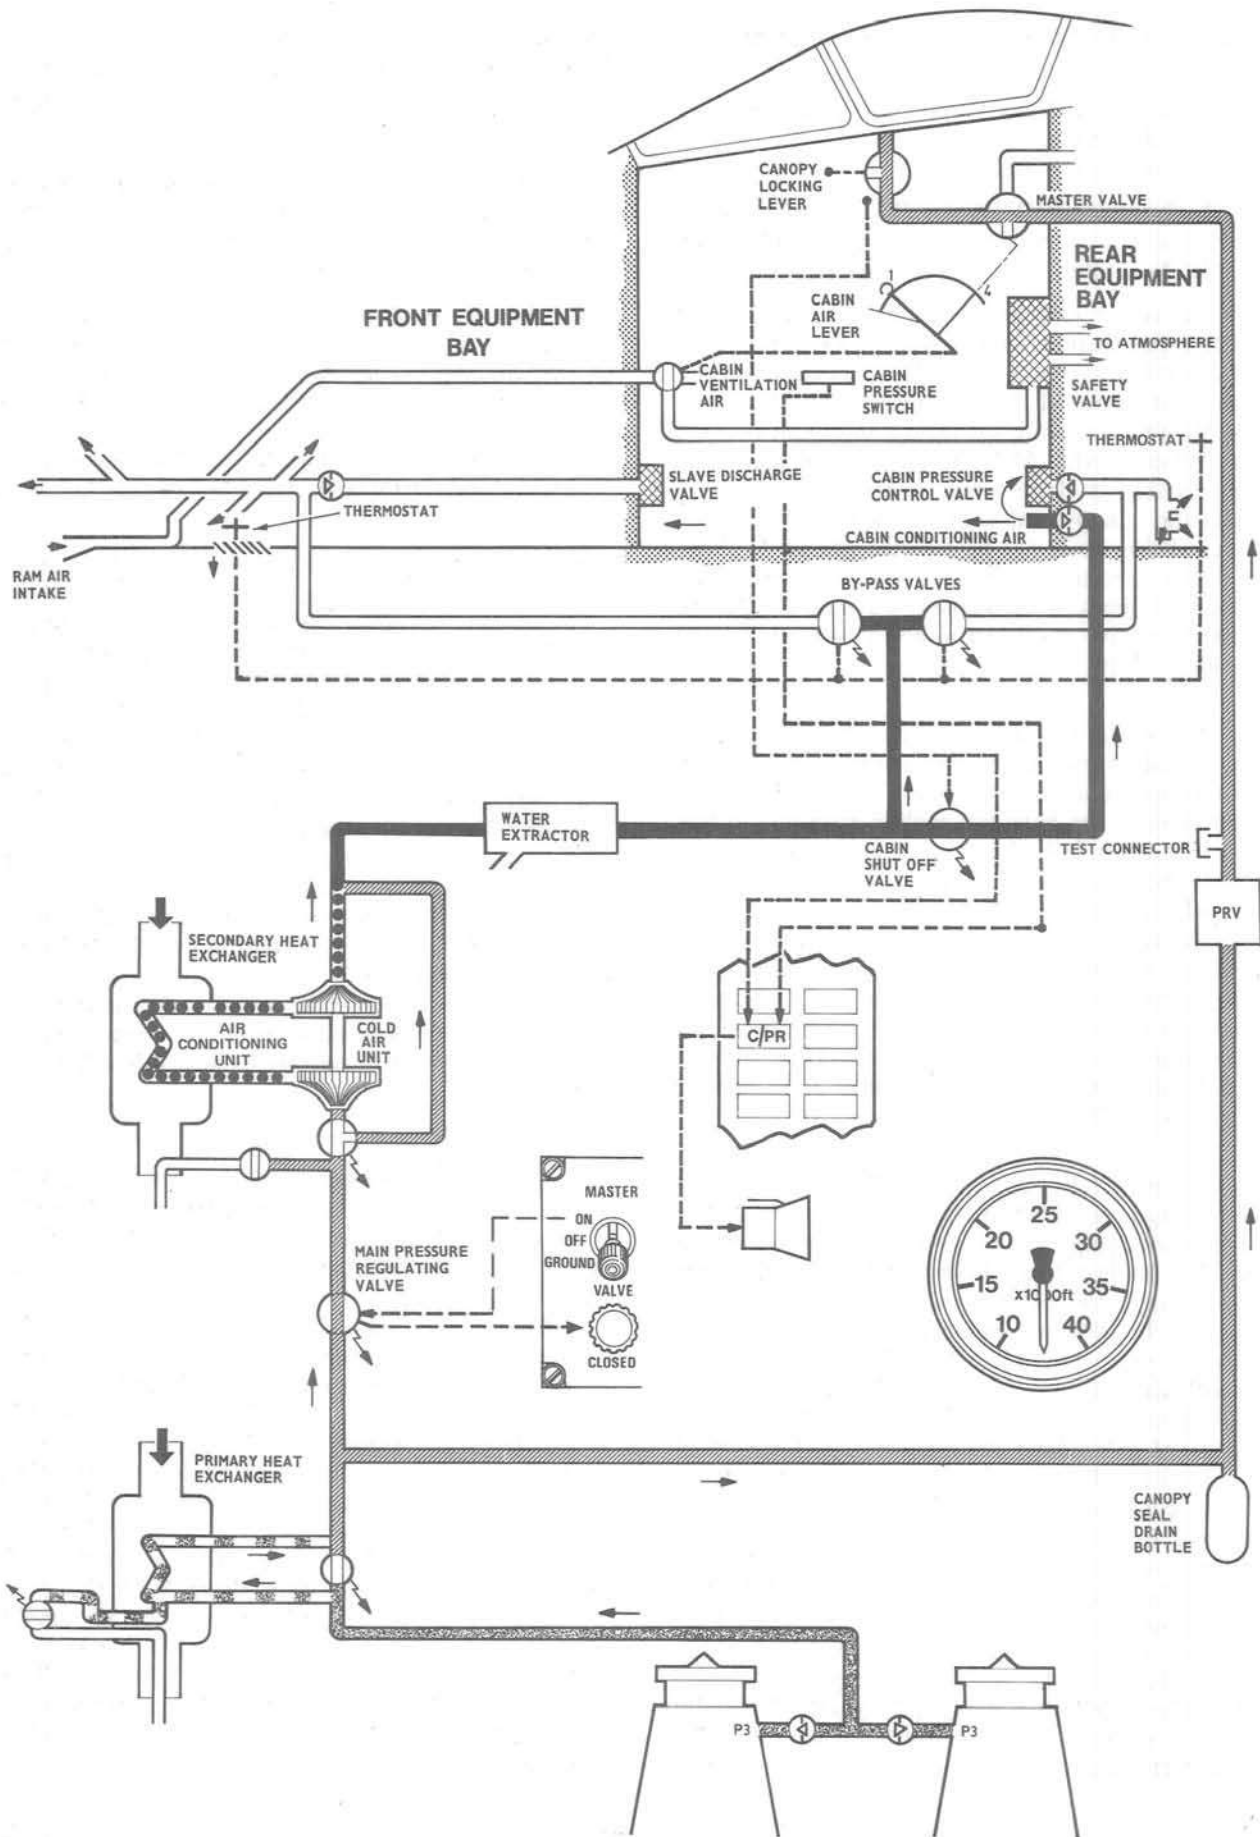 CANOPY
LOCKING
LEVER
MASTER VALVE
REAR
EQUIPMENT
BAY
1
4
CABIN
AIR
LEVER
FRONT EQUIPMENT
BAY
TO ATMOSPHERE
CABIN
VENTILATION
AIR
CABIN
PRESSURE
SWITCH
SAFETY
VALVE
THERMOSTAT
SLAVE DISCHARGE
VALVE
CABIN PRESSURE
CONTROL VALVE
THERMOSTAT
CABIN CONDITIONING AIR
RAM AIR
INTAKE
BY-PASS VALVES
WATER
EXTRACTOR
CABIN
SHUT OFF
VALVE
TEST CONNECTOR
PRV
SECONDARY HEAT
EXCHANGER
AIR
CONDITIONING
UNIT
COLD
AIR
UNIT
C/PR
MASTER
ON
OFF
GROUND
VALVE
CLOSED
MAIN PRESSURE
REGULATING
VALVE
25
20
30
15
x1000ft
35
10
40
PRIMARY HEAT
EXCHANGER
CANOPY
SEAL
DRAIN
BOTTLE
P3
P3